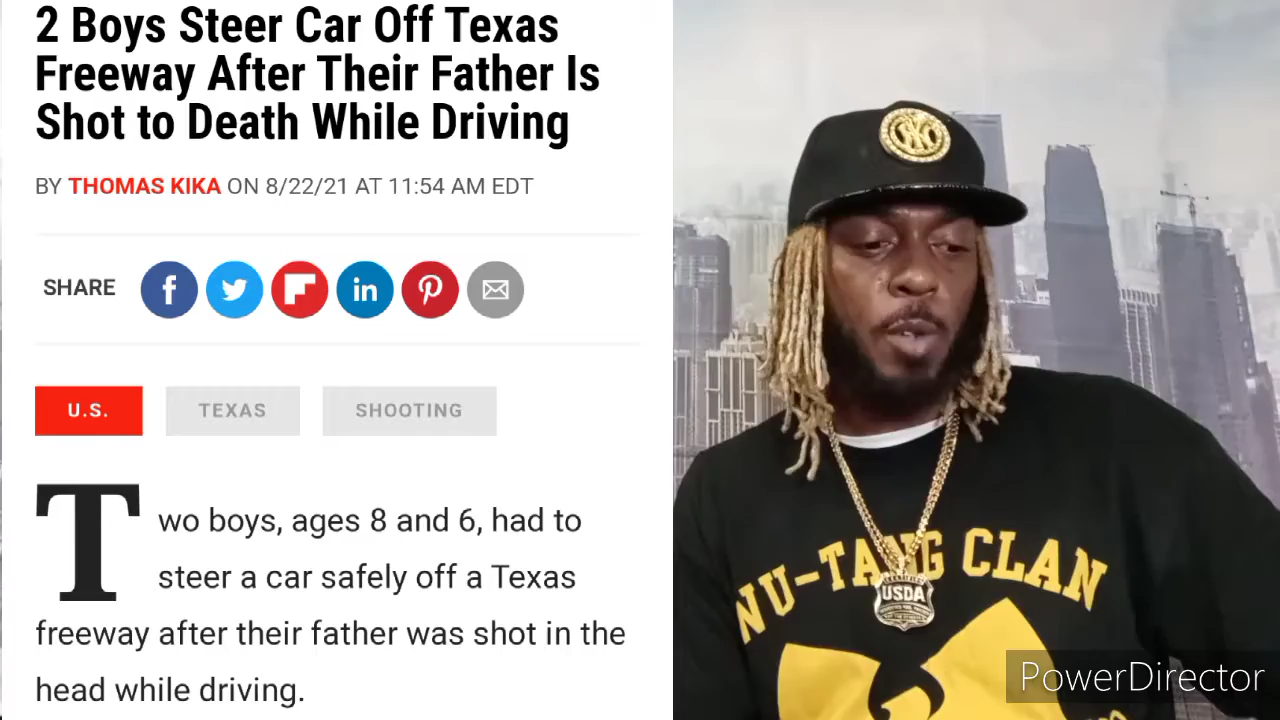 2 Boys Steer Car Off Texas
Freeway After Their Father Is
Shot to Death While Driving
BY THOMAS KIKA ON 8/22/21 AT 11:54 AM EDT
SHARE
U.S.
TEXAS
SHOOTING
Two boys, ages 8 and 6, had to
steer a car safely off a Texas
freeway after their father was shot in the
head while driving.
NY
WU-TANG CLAN
USDA
PowerDirector